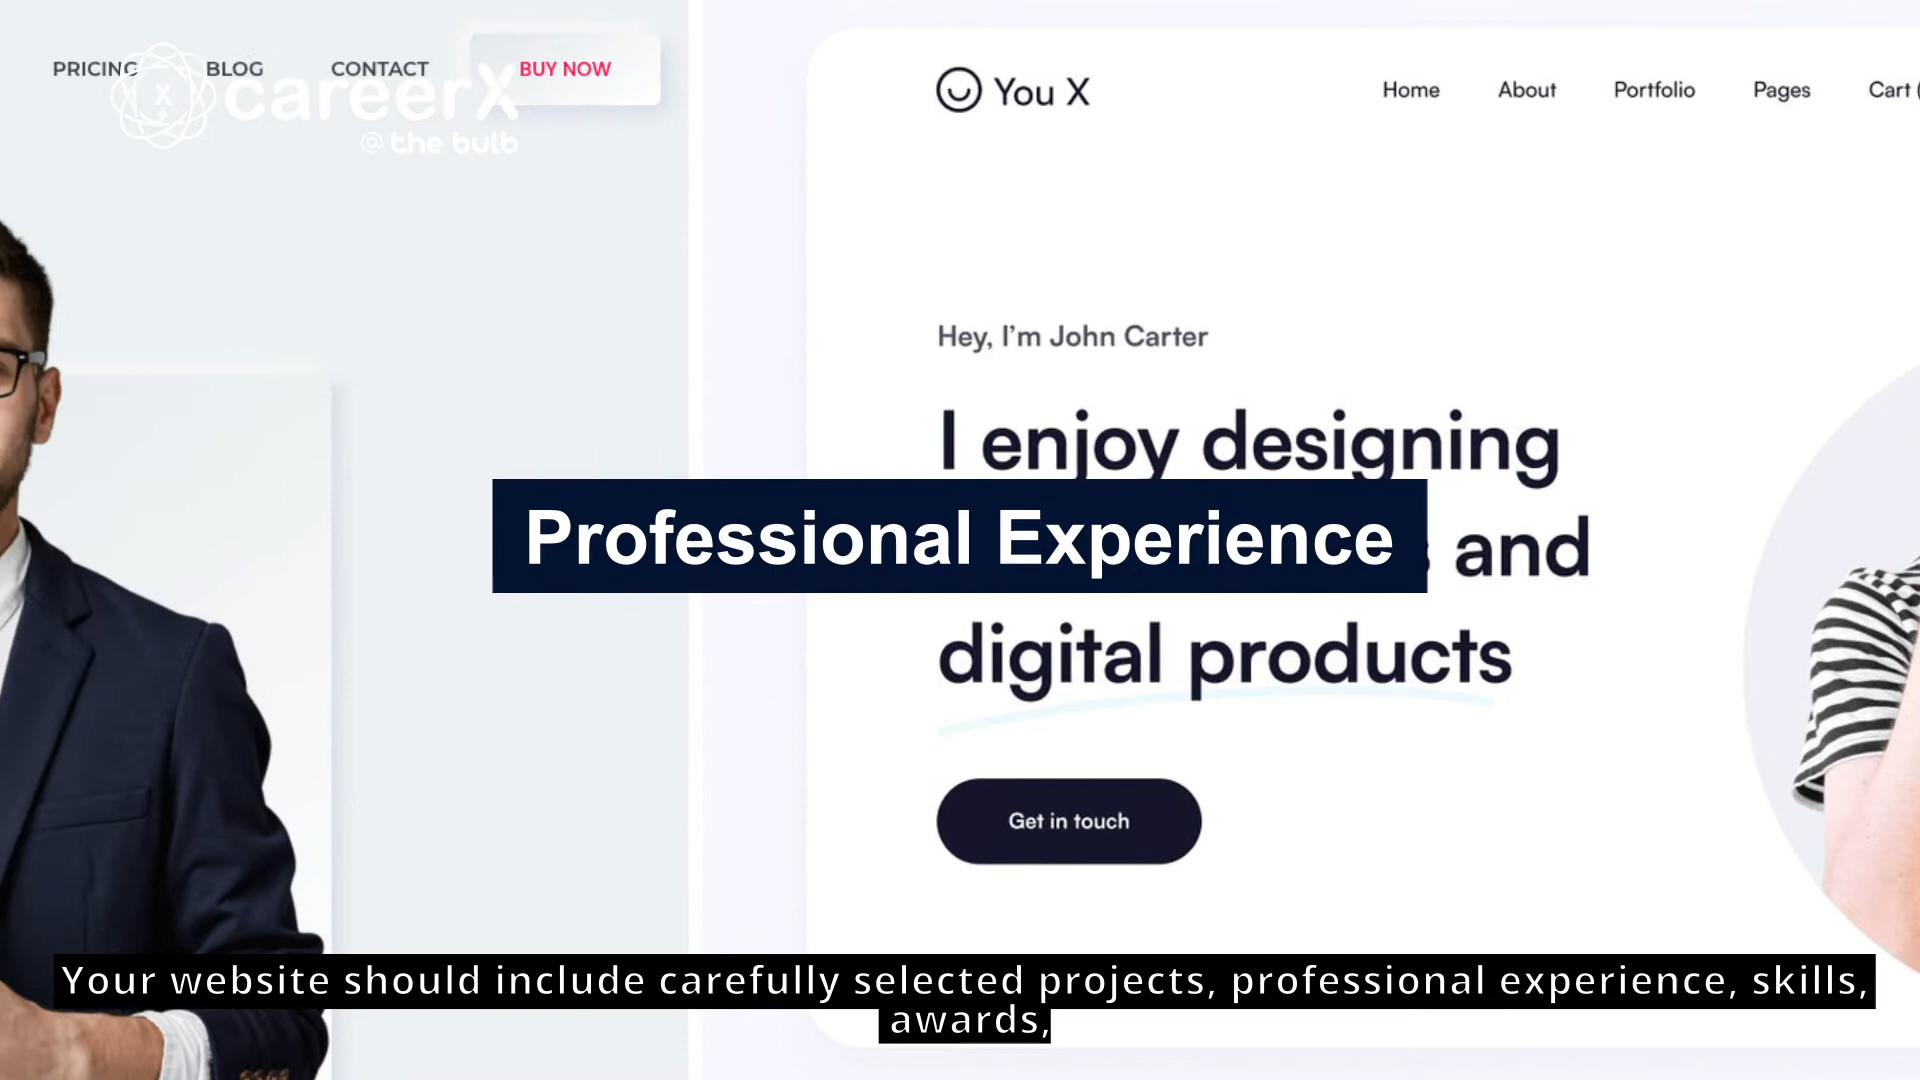 PRICING BLOG CONTACT BUY NOW
careerX
@ the bulb
You X Home About Portfolio Pages Cart (
Hey, I'm John Carter
I enjoy designing
Professional Experience
and
digital products
Get in touch
Your website should include carefully selected projects, professional experience, skills,
awards,